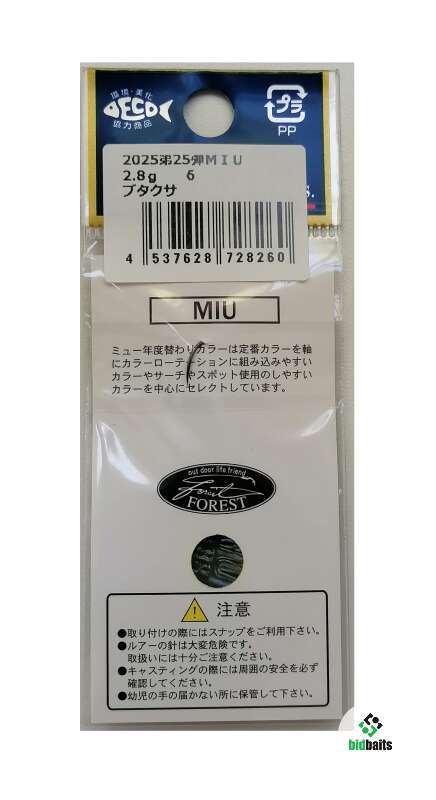 環境・美化
ECO
協力商品
プラ
PP
2025弟25弾MIU
2.8g 6
ブタクサ
S.
4 537628 728260
MIU
ミュー年度替わりカラーは定番カラーを軸
にカラーローテーションに組み込みやすい
カラーやサーチやスポット使用のしやすい
カラーを中心にセレクトしています。
out door life friend
Forest
FOREST
注意
●取り付けの際にはスナップをご利用下さい。
●ルアーの針は大変危険です。
取扱いには十分ご注意ください。
●キャスティングの際には周囲の安全を必ず
確認してください。
●幼児の手の届かない所に保管して下さい。
bidbaits